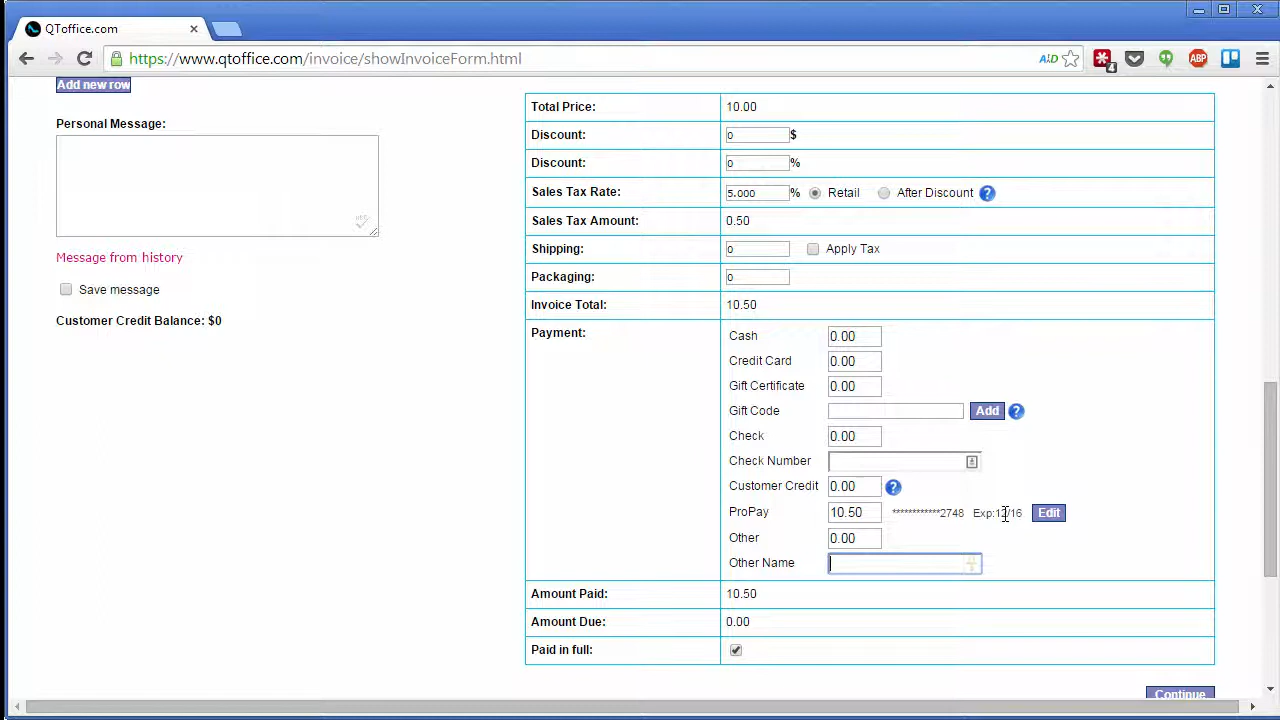 QToffice.com
https://www.qtoffice.com/invoice/showInvoiceForm.html
A/D
4
ABP
Add new row
Personal Message:
Message from history
Save message
Customer Credit Balance: $0
Total Price: 10.00
Discount: 0 $
Discount: 0 %
Sales Tax Rate: 5.000 % Retail After Discount ?
Sales Tax Amount: 0.50
Shipping: 0 Apply Tax
Packaging: 0
Invoice Total: 10.50
Payment:
Cash 0.00
Credit Card 0.00
Gift Certificate 0.00
Gift Code Add ?
Check 0.00
Check Number
Customer Credit 0.00 ?
ProPay 10.50 ************2748 Exp:12/16 Edit
Other 0.00
Other Name
Amount Paid: 10.50
Amount Due: 0.00
Paid in full:
Continue